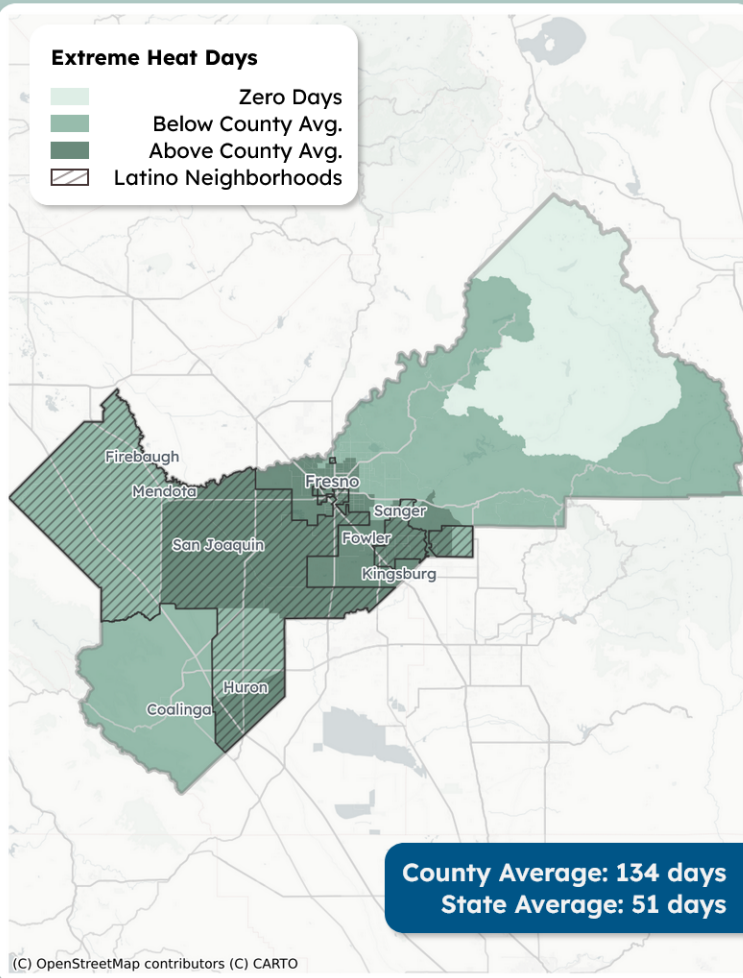 Extreme Heat Days
Zero Days
Below County Avg.
Above County Avg.
Latino Neighborhoods
Firebaugh
Mendota
Fresno
Sanger
San Joaquin
Fowler
Kingsburg
Huron
Coalinga
County Average: 134 days
State Average: 51 days
(C) OpenStreetMap contributors (C) CARTO